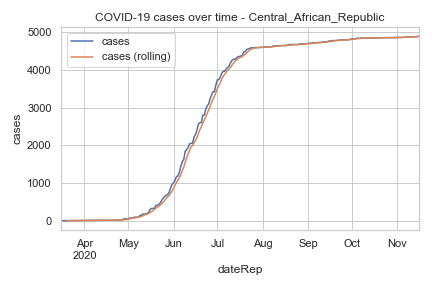 COVID-19 cases over time - Central_African_Republic
cases
cases (rolling)
5000
4000
3000
2000
1000
0
cases
Apr
2020
May
Jun
Jul
Aug
Sep
Oct
Nov
dateRep